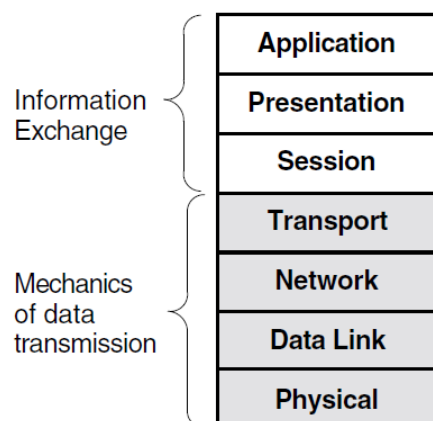 Application
Information
Exchange
Presentation
Session
Transport
Mechanics
of data
transmission
Network
Data Link
Physical